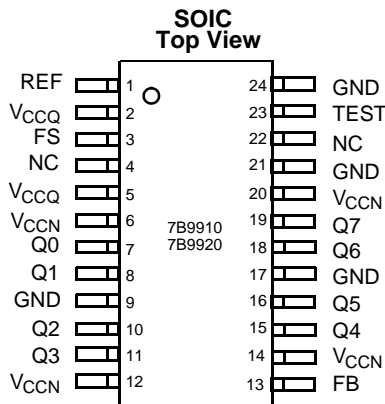 SOIC
Top View
REF 1 24 GND
VCCQ 2 23 TEST
FS 3 22 NC
NC 4 21 GND
VCCQ 5 20 VCCN
VCCN 6 19 Q7
7B9910
Q0 7 18 Q6
7B9920
Q1 8 17 GND
GND 9 16 Q5
Q2 10 15 Q4
Q3 11 14 VCCN
VCCN 12 13 FB